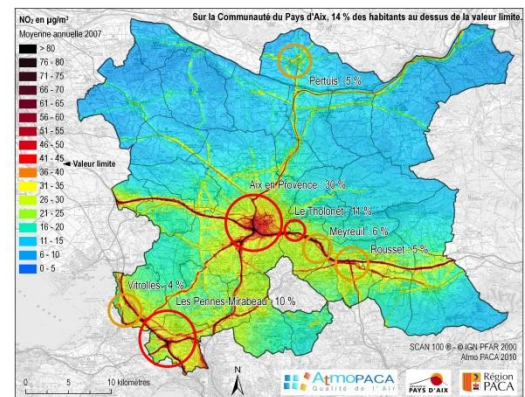 Sur la Communauté du Pays d'Aix, 14 % des habitants au dessus de la valeur limite.
NO₂ en µg/m³
Moyenne annuelle 2007
> 80
76 - 80
71 - 75
66 - 70
61 - 65
56 - 60
51 - 55
46 - 50
41 - 45
Valeur limite
36 - 40
31 - 35
26 - 30
21 - 25
16 - 20
11 - 15
6 - 10
0 - 5
Pertuis : 5 %
Aix en Provence : 30 %
Le Tholonet : 11 %
Meyreuil : 6 %
Rousset : 5 %
Vitrolles : 4 %
Les Pennes Mirabeau : 10 %
SCAN 100 ® - © IGN PFAR 2000
Atmo PACA 2010
0 5 10 kilomètres
N
AtmoPACA
Qualité de l'Air
PAYS D'AIX
Région
PACA